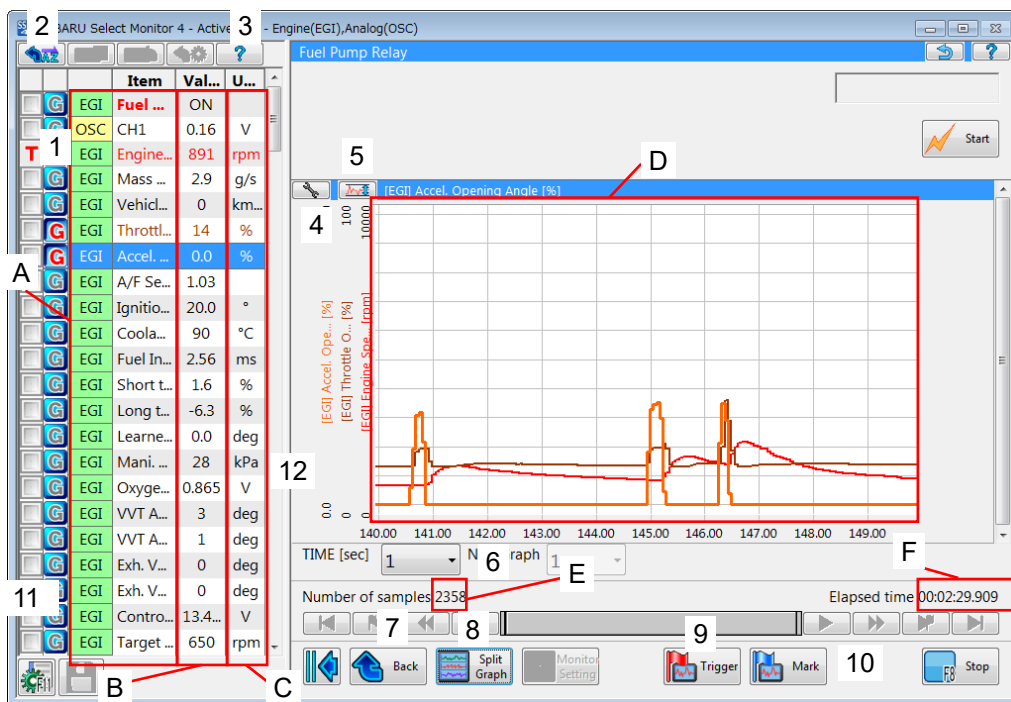 2 BARU Select Monitor 4 - Active 3 - Engine(EGI),Analog(OSC)
AZ ? Fuel Pump Relay ?
Item Val... U...
EGI Fuel ... ON
OSC CH1 0.16 V
Start
T 1 EGI Engine... 891 rpm
G EGI Mass ... 2.9 g/s
5 D
G EGI Vehicl... 0 km...
[EGI] Accel. Opening Angle [%]
4
G EGI Throttl... 14 %
G EGI Accel. ... 0.0 %
A
G EGI A/F Se... 1.03
G EGI Ignitio... 20.0 °
G EGI Coola... 90 °C
G EGI Fuel In... 2.56 ms
G EGI Short t... 1.6 %
G EGI Long t... -6.3 %
G EGI Learne... 0.0 deg
G EGI Mani. ... 28 kPa
12
G EGI Oxyge... 0.865 V
G EGI VVT A... 3 deg
G EGI VVT A... 1 deg
G EGI Exh. V... 0 deg
G EGI Exh. V... 0 deg
11
G EGI Contro... 13.4... V
G EGI Target ... 650 rpm
F11
B C
100
10000
[EGI] Accel. Ope... [%]
[EGI] Throttle O... [%]
[EGI] Engine Spe... [rpm]
0.0 0 0
140.00 141.00 142.00 143.00 144.00 145.00 146.00 147.00 148.00 149.00
TIME [sec] 1 N 6 raph 1
E F
Number of samples 2358 Elapsed time 00:02:29.909
7 8 9 10
Back Split Graph Monitor Setting Trigger Mark F8 Stop